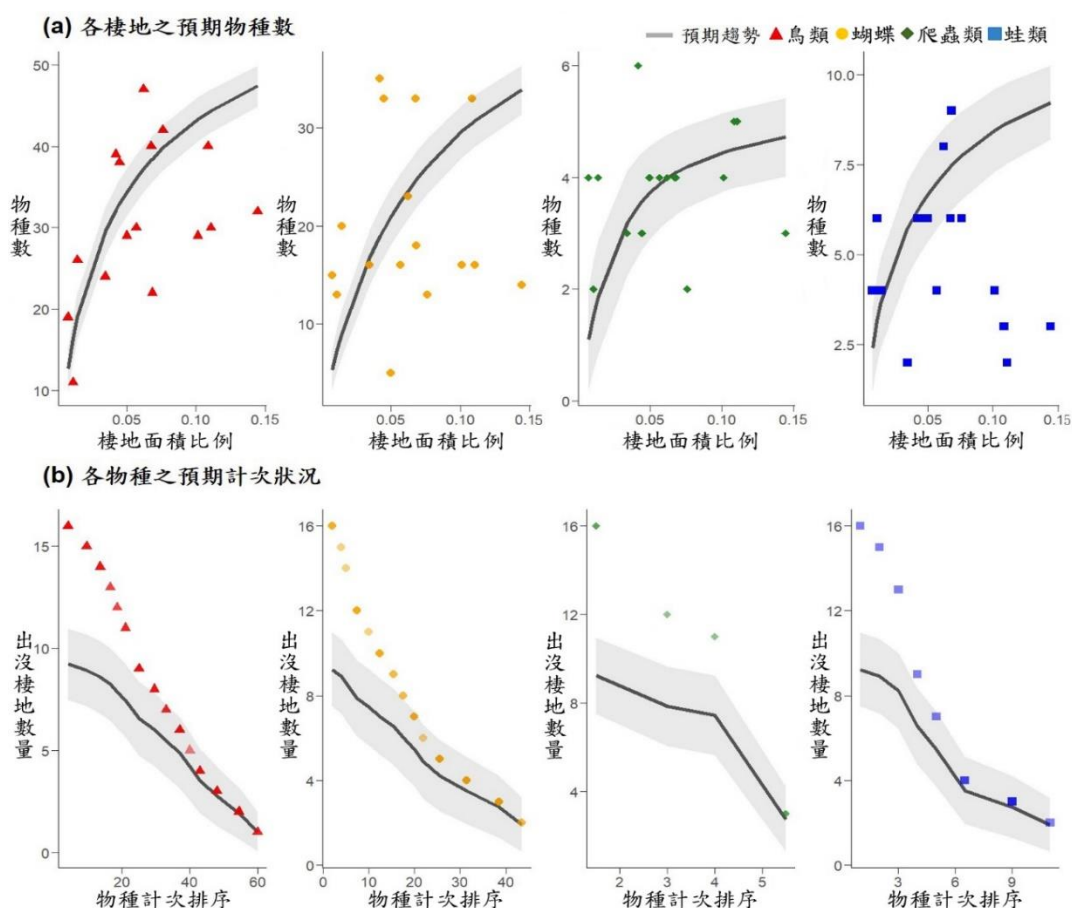 (a) 各棲地之預期物種數
預期趨勢 鳥類 蝴蝶 爬蟲類 蛙類
物種數
50
40
30
20
10
0.05 0.10 0.15
棲地面積比例
物種數
30
20
10
0.05 0.10 0.15
棲地面積比例
物種數
6
4
2
0
0.05 0.10 0.15
棲地面積比例
物種數
10.0
7.5
5.0
2.5
0.05 0.10 0.15
棲地面積比例
(b) 各物種之預期計次狀況
出沒棲地數量
15
10
5
0
20 40 60
物種計次排序
出沒棲地數量
16
12
8
4
0
0 10 20 30 40
物種計次排序
出沒棲地數量
16
12
8
4
2 3 4 5
物種計次排序
出沒棲地數量
16
12
8
4
0
3 6 9
物種計次排序